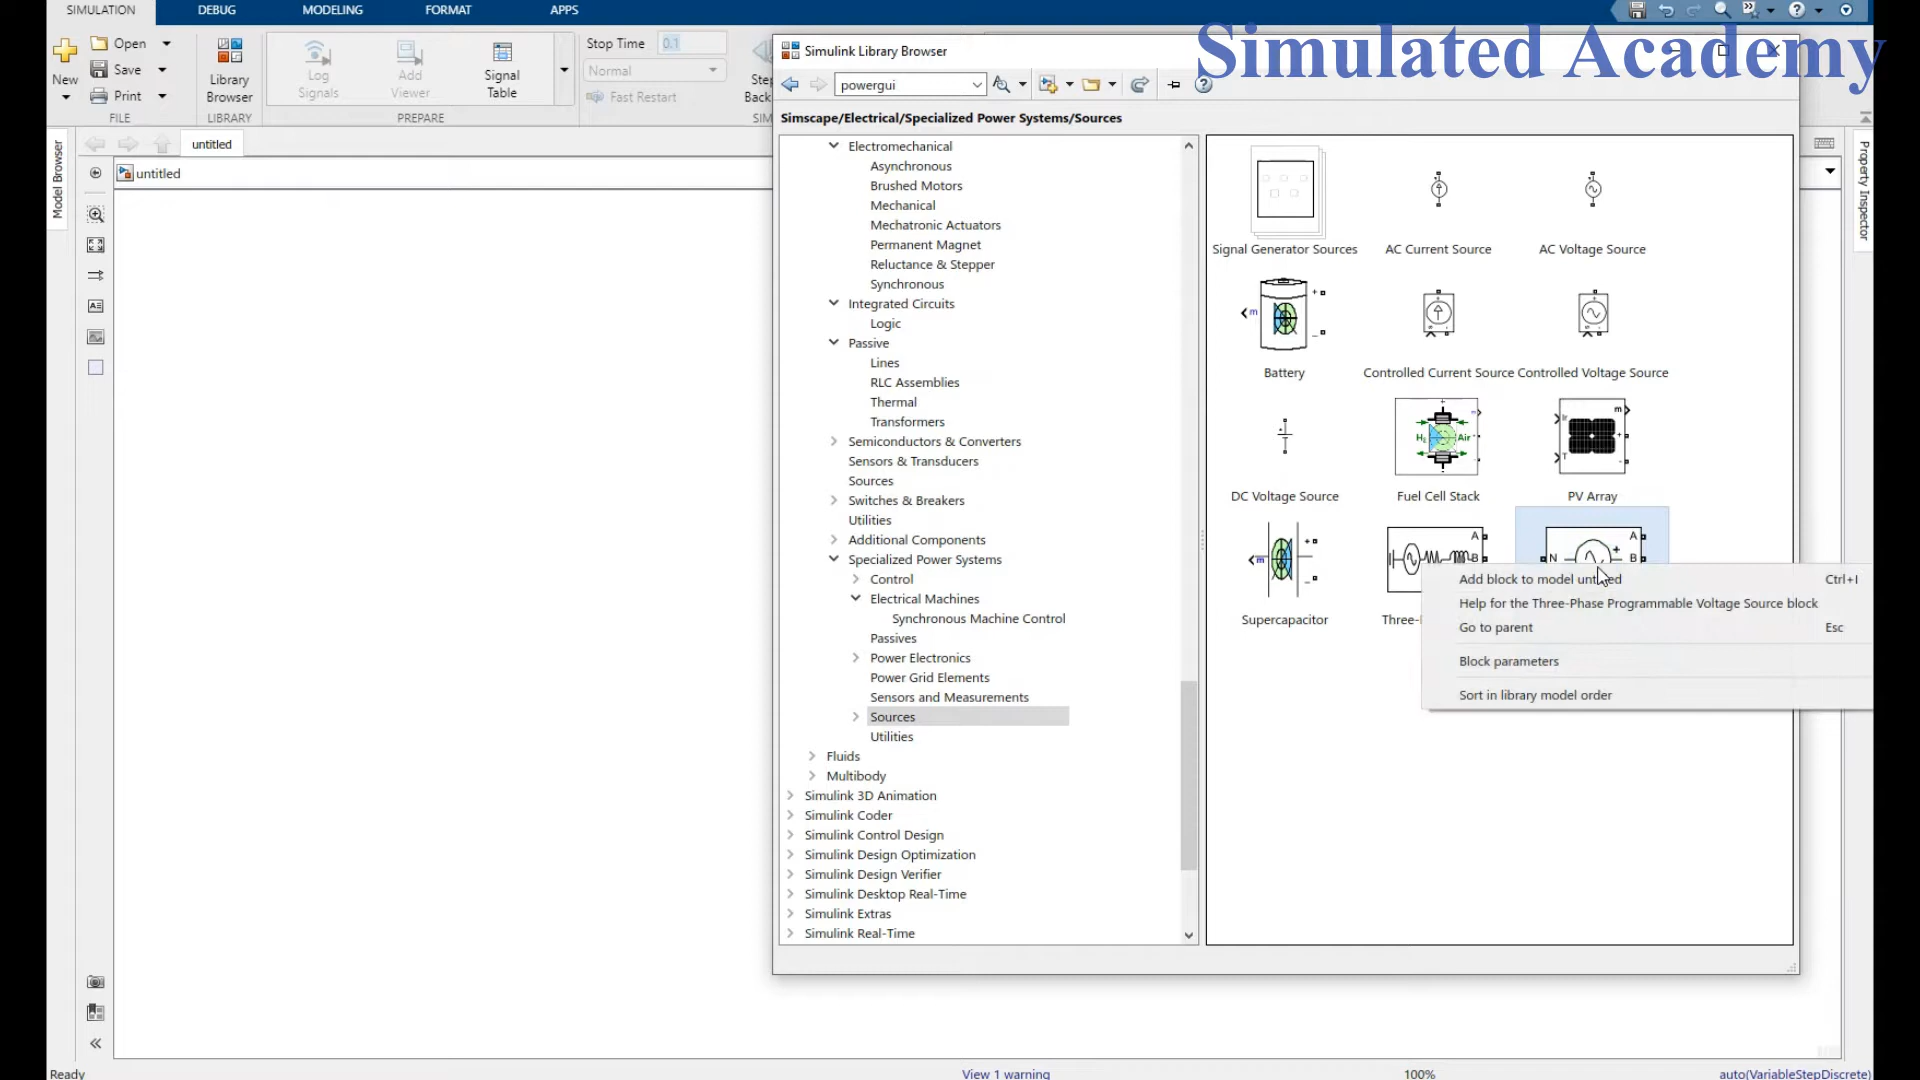 SIMULATION DEBUG MODELING FORMAT APPS
Simulated Academy
New
Open
Save
Print
FILE
Library
Browser
LIBRARY
Log
Signals
Add
Viewer
Signal
Table
PREPARE
Stop Time 0.1
Normal
Fast Restart
Step
Back
SIM
Simulink Library Browser
powergui
Simscape/Electrical/Specialized Power Systems/Sources
Model Browser
untitled
untitled
Property Inspector
Electromechanical
Asynchronous
Brushed Motors
Mechanical
Mechatronic Actuators
Permanent Magnet
Reluctance & Stepper
Synchronous
Integrated Circuits
Logic
Passive
Lines
RLC Assemblies
Thermal
Transformers
Semiconductors & Converters
Sensors & Transducers
Sources
Switches & Breakers
Utilities
Additional Components
Specialized Power Systems
Control
Electrical Machines
Synchronous Machine Control
Passives
Power Electronics
Power Grid Elements
Sensors and Measurements
Sources
Utilities
Fluids
Multibody
Simulink 3D Animation
Simulink Coder
Simulink Control Design
Simulink Design Optimization
Simulink Design Verifier
Simulink Desktop Real-Time
Simulink Extras
Simulink Real-Time
Signal Generator Sources
AC Current Source
AC Voltage Source
m
Battery
Controlled Current Source
Controlled Voltage Source
DC Voltage Source
H2 Air
Fuel Cell Stack
Ir m
T
PV Array
m
Supercapacitor
A
B
N A
B
Add block to model untitled Ctrl+I
Help for the Three-Phase Programmable Voltage Source block
Go to parent Esc
Block parameters
Sort in library model order
Ready
View 1 warning
100%
auto(VariableStepDiscrete)